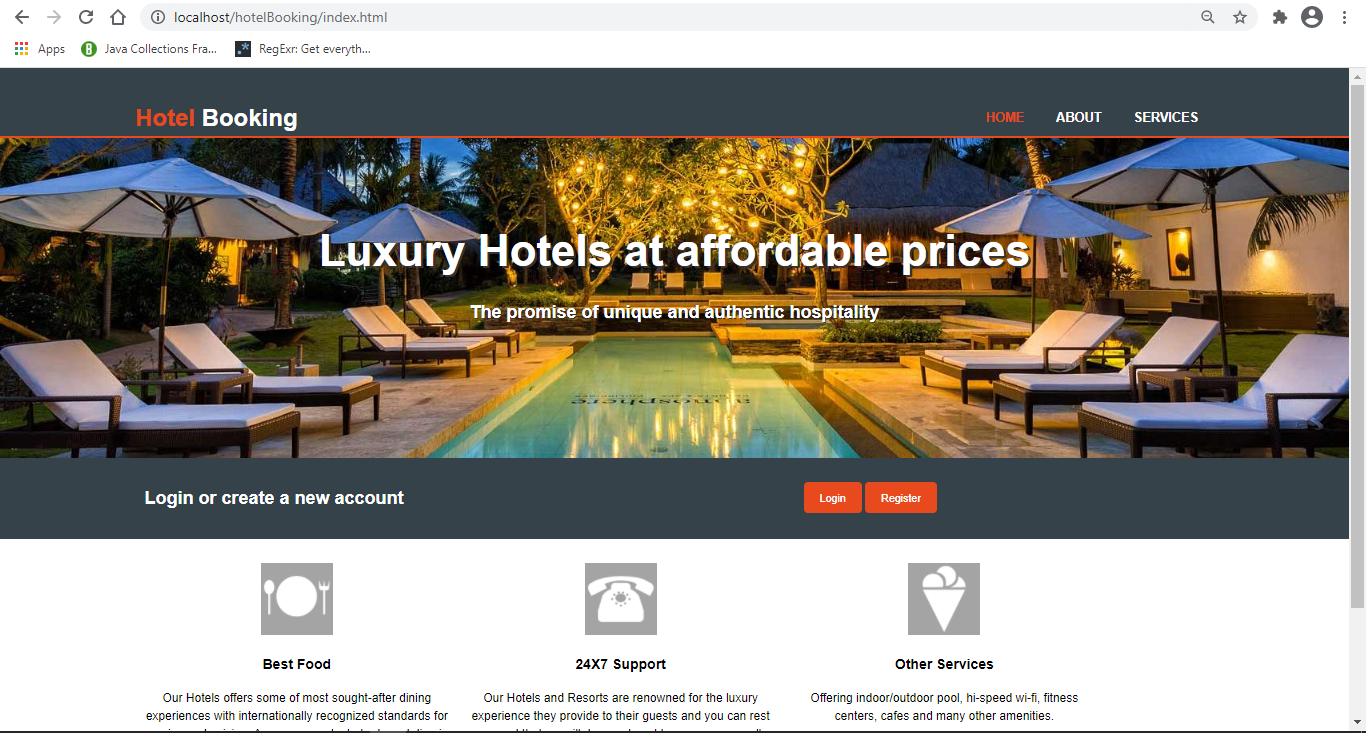 localhost/hotelBooking/index.html
Apps Java Collections Fra... RegExr: Get everyth...
Hotel Booking HOME ABOUT SERVICES
Luxury Hotels at affordable prices
The promise of unique and authentic hospitality
Login or create a new account Login Register
Best Food
Our Hotels offers some of most sought-after dining
experiences with internationally recognized standards for
24X7 Support
Our Hotels and Resorts are renowned for the luxury
experience they provide to their guests and you can rest
Other Services
Offering indoor/outdoor pool, hi-speed wi-fi, fitness
centers, cafes and many other amenities.